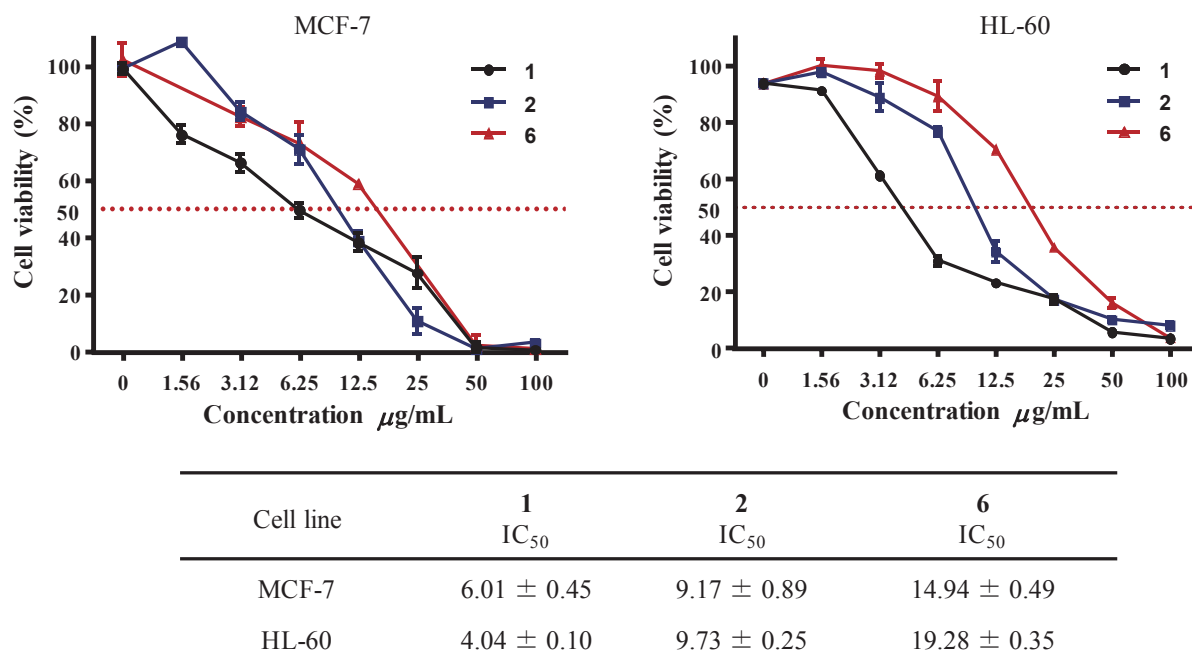 MCF-7
100
80
60
50
40
20
0
Cell viability (%)
1
2
6
0 1.56 3.12 6.25 12.5 25 50 100
Concentration μg/mL
HL-60
100
80
60
50
40
20
0
Cell viability (%)
1
2
6
0 1.56 3.12 6.25 12.5 25 50 100
Concentration μg/mL
Cell line 1 IC50 2 IC50 6 IC50
MCF-7 6.01 ± 0.45 9.17 ± 0.89 14.94 ± 0.49
HL-60 4.04 ± 0.10 9.73 ± 0.25 19.28 ± 0.35